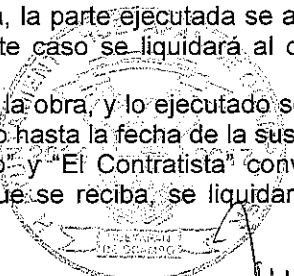 , la parte ejecutada se a
te caso se liquidará al c
la obra, y lo ejecutado s
o hasta la fecha de la sus
o" y "El Contratista" conv
ue se reciba, se liquidar